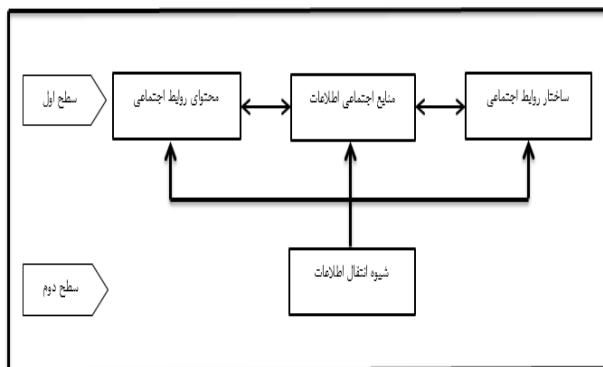 ساختار روابط اجتماعی
منابع اجتماعی اطلاعات
محتوای روابط اجتماعی
سطح اول
شیوه انتقال اطلاعات
سطح دوم